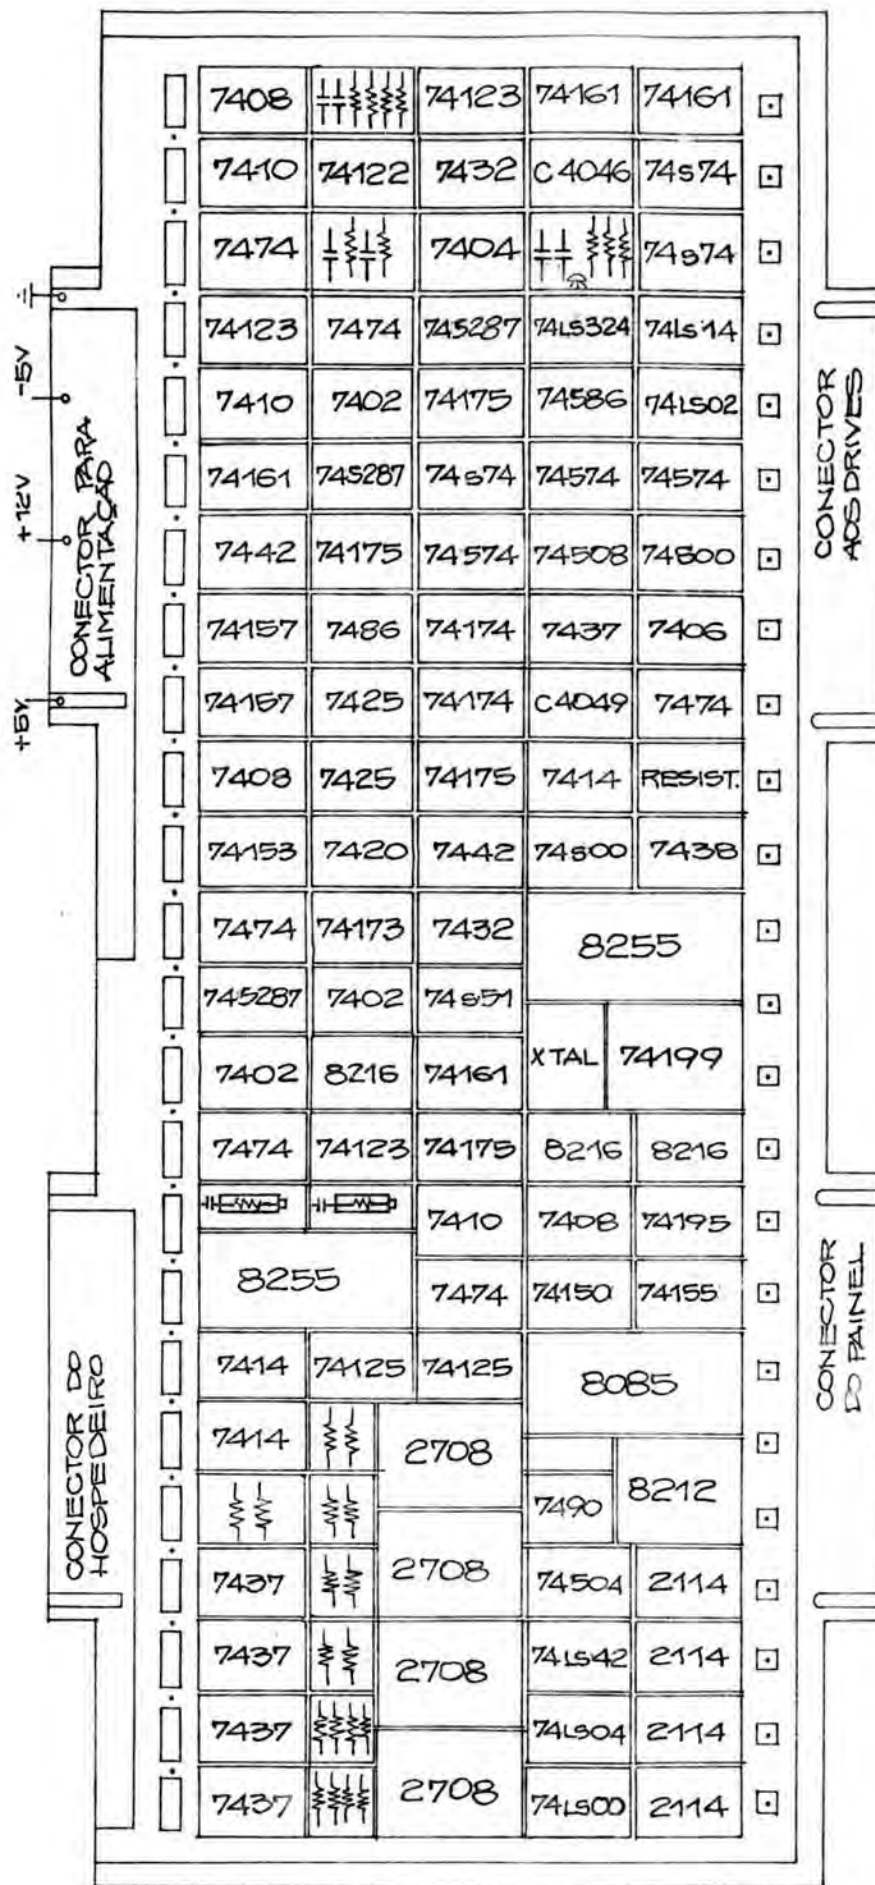 7408 74123 74161 74161
7410 74122 7432 C4046 74S74
7474 7404 74S74
74123 7474 74S287 74LS324 74LS14
7410 7402 74175 74S86 74LS02
74161 74S287 74S74 74S74 74S74
7442 74175 74S74 74S08 74S00
74157 7486 74174 7437 7406
74157 7425 74174 C4049 7474
7408 7425 74175 7414 RESIST.
74153 7420 7442 74S00 7438
7474 74173 7432 8255
74S287 7402 74S51
7402 8216 74161 XTAL 74199
7474 74123 74175 8216 8216
7410 7408 74195
8255 7474 74150 74155
7414 74125 74125 8085
7414 2708
7490 8212
7437 2708 74S04 2114
7437 2708 74LS42 2114
7437 74LS04 2114
7437 2708 74LS00 2114
-5V
+12V
+5V
CONECTOR PARA
ALIMENTAÇÃO
CONECTOR DO
HOSPEDEIRO
CONECTOR
AOS DRIVES
CONECTOR
DO PAINEL